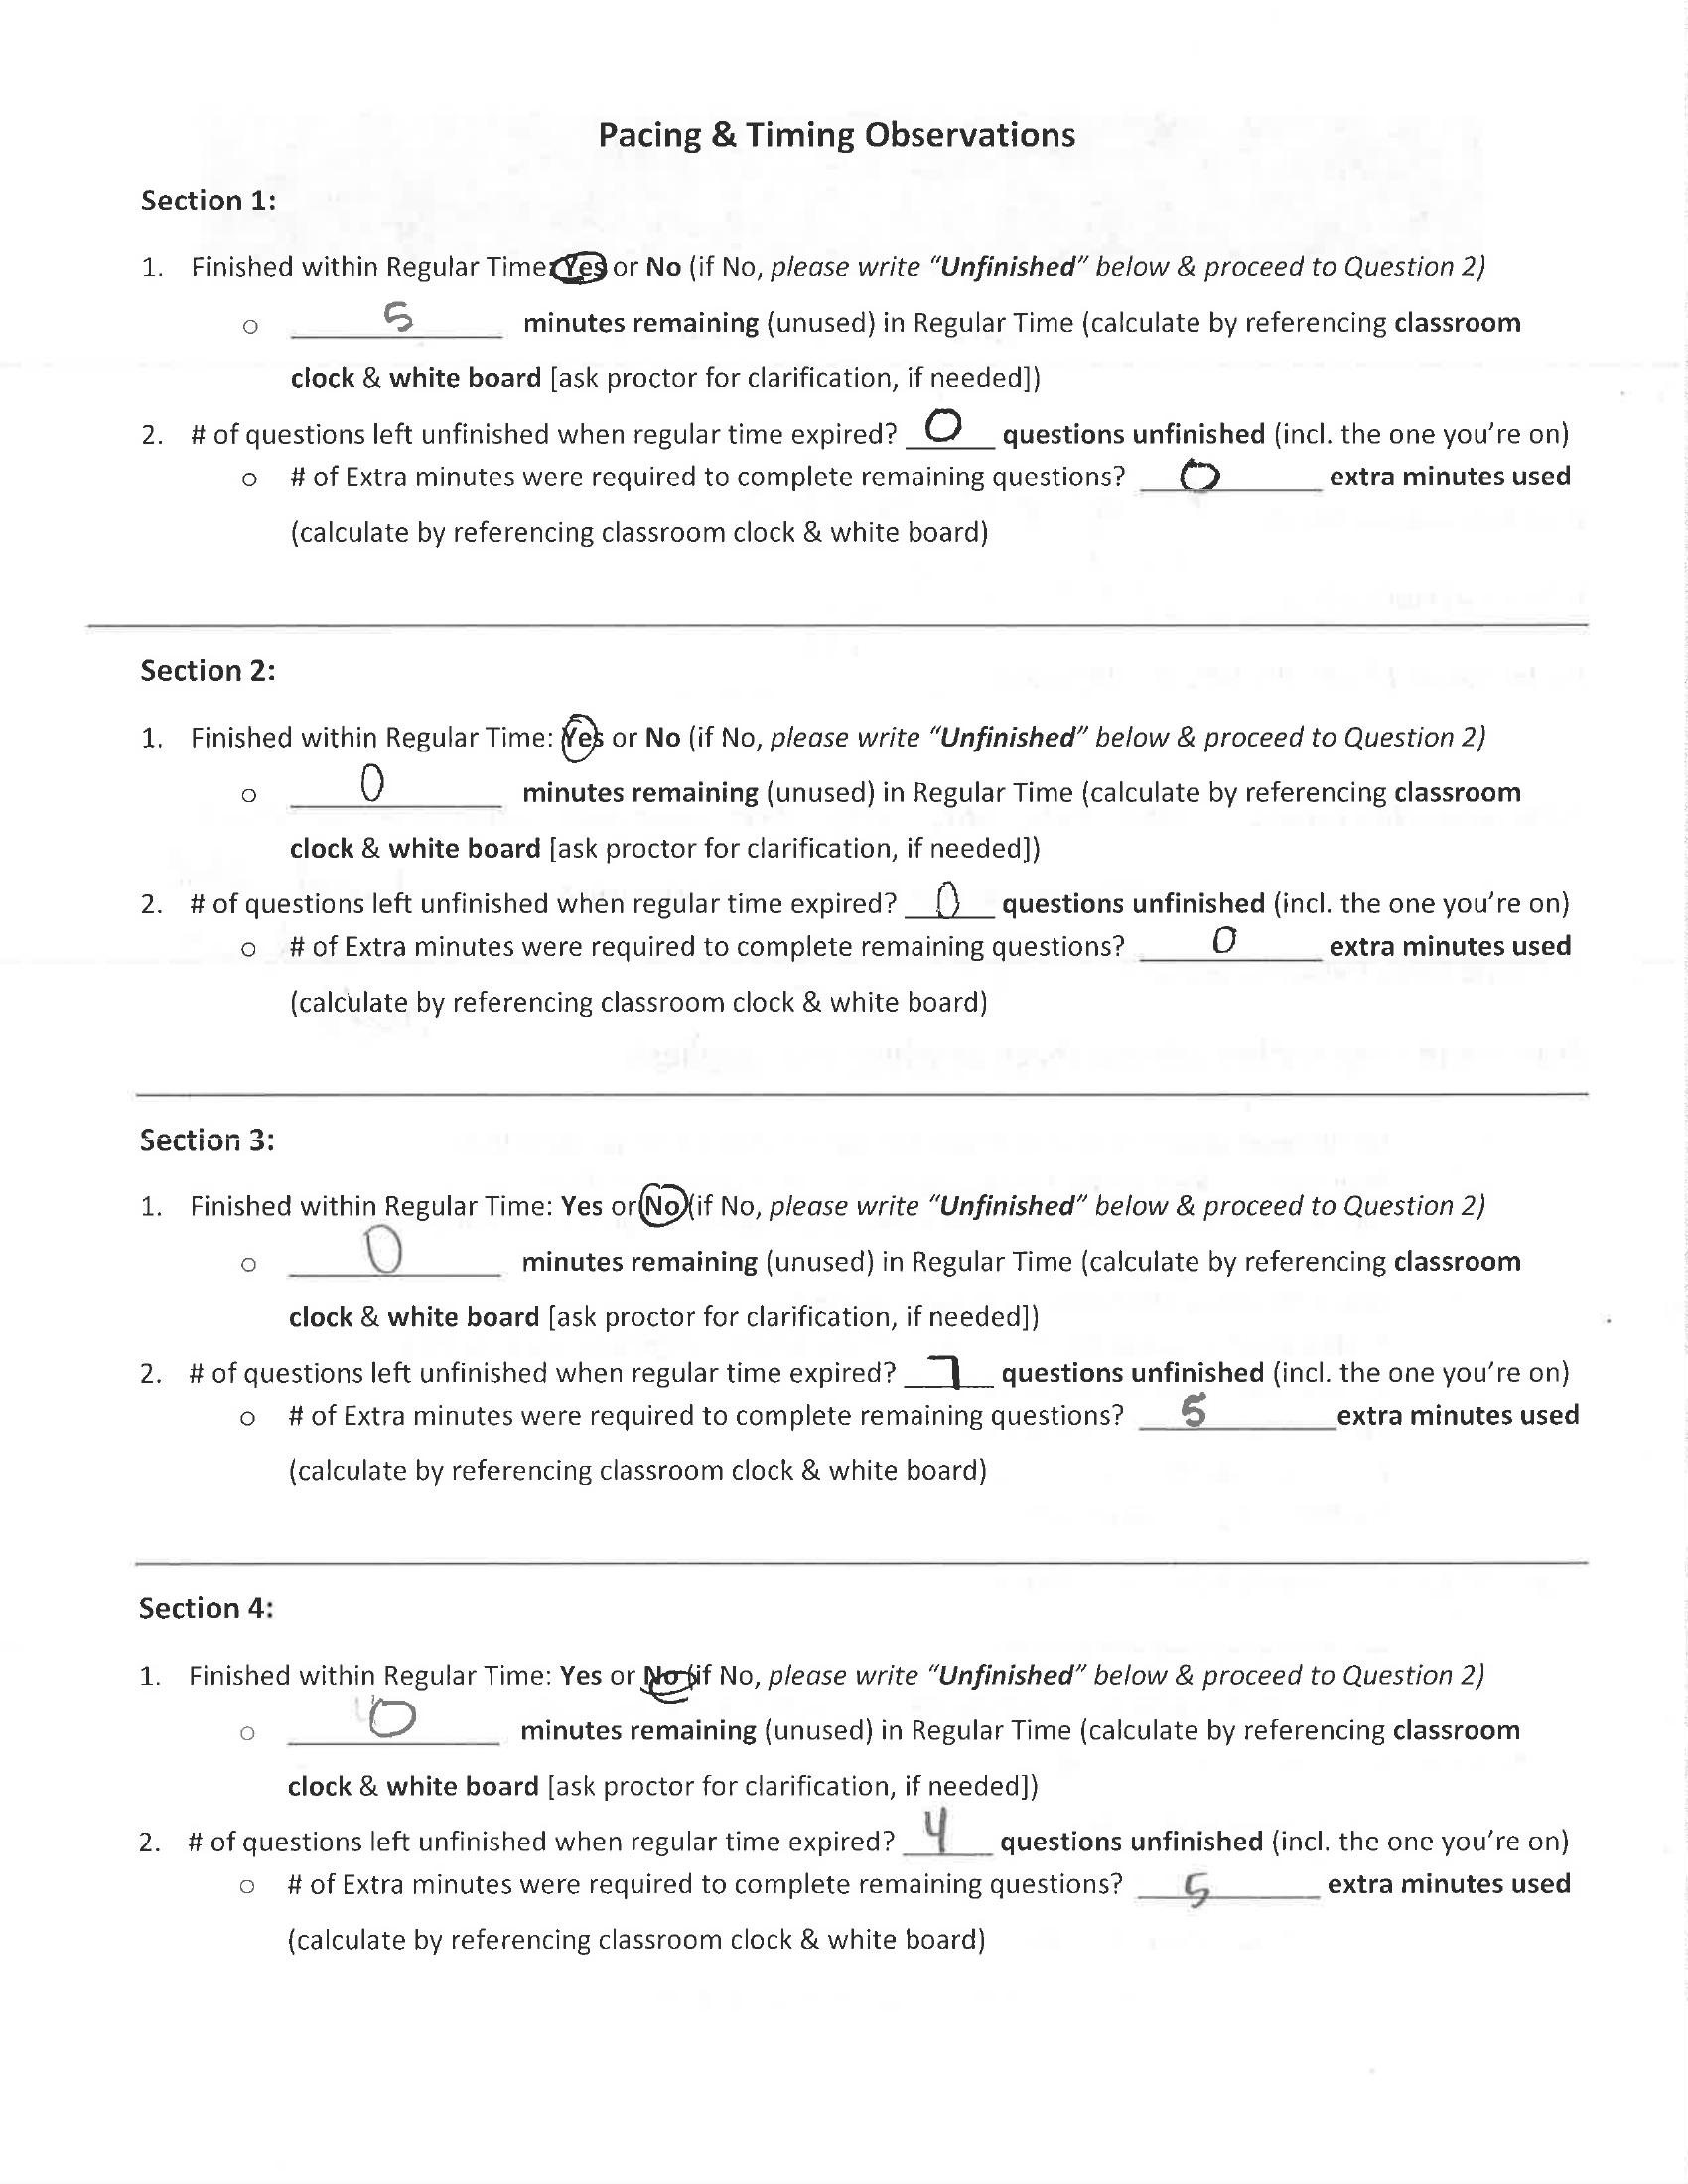 Pacing & Timing Observations
Section 1:
1. Finished within Regular Time: Yes or No (if No, please write "Unfinished" below & proceed to Question 2)
o 5 minutes remaining (unused) in Regular Time (calculate by referencing classroom
clock & white board [ask proctor for clarification, if needed])
2. # of questions left unfinished when regular time expired? 0 questions unfinished (incl. the one you're on)
o # of Extra minutes were required to complete remaining questions? 0 extra minutes used
(calculate by referencing classroom clock & white board)
Section 2:
1. Finished within Regular Time: Yes or No (if No, please write "Unfinished" below & proceed to Question 2)
o 0 minutes remaining (unused) in Regular Time (calculate by referencing classroom
clock & white board [ask proctor for clarification, if needed])
2. # of questions left unfinished when regular time expired? 0 questions unfinished (incl. the one you're on)
o # of Extra minutes were required to complete remaining questions? 0 extra minutes used
(calculate by referencing classroom clock & white board)
Section 3:
1. Finished within Regular Time: Yes or No (if No, please write "Unfinished" below & proceed to Question 2)
o 0 minutes remaining (unused) in Regular Time (calculate by referencing classroom
clock & white board [ask proctor for clarification, if needed])
2. # of questions left unfinished when regular time expired? 7 questions unfinished (incl. the one you're on)
o # of Extra minutes were required to complete remaining questions? 5 extra minutes used
(calculate by referencing classroom clock & white board)
Section 4:
1. Finished within Regular Time: Yes or No (if No, please write "Unfinished" below & proceed to Question 2)
o 0 minutes remaining (unused) in Regular Time (calculate by referencing classroom
clock & white board [ask proctor for clarification, if needed])
2. # of questions left unfinished when regular time expired? 4 questions unfinished (incl. the one you're on)
o # of Extra minutes were required to complete remaining questions? 5 extra minutes used
(calculate by referencing classroom clock & white board)